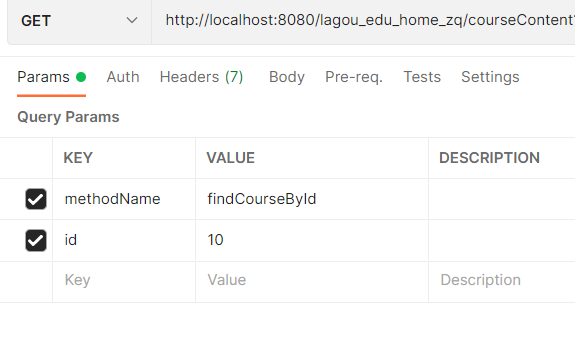 GET http://localhost:8080/lagou_edu_home_zq/courseContent
Params Auth Headers (7) Body Pre-req. Tests Settings
Query Params
KEY VALUE DESCRIPTION
methodName findCourseById
id 10
Key Value Description